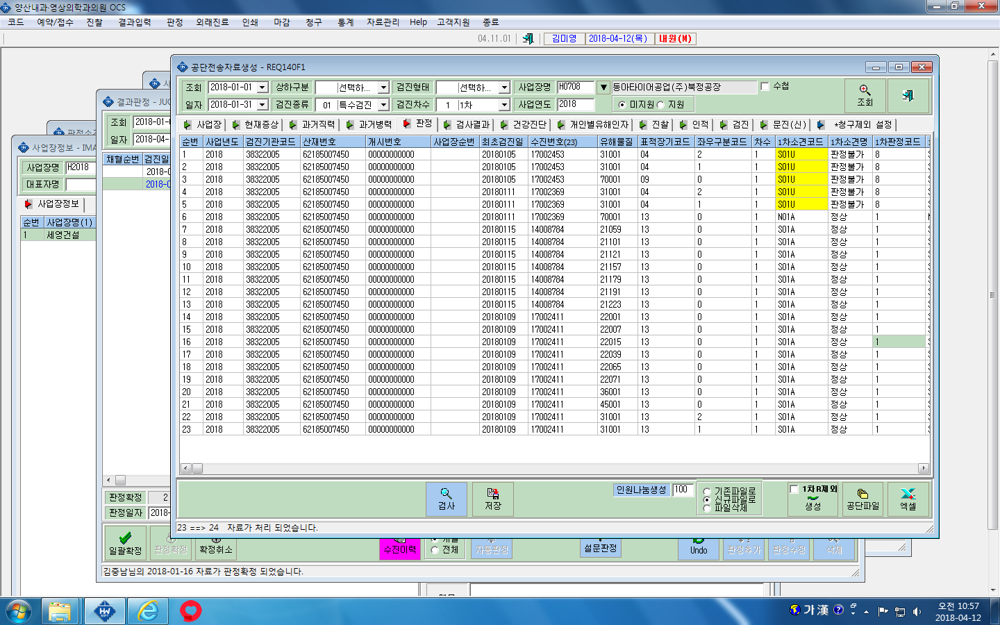 양산내과·영상의학과의원 OCS
코드 예약/접수 진찰 결과입력 판정 외래진료 인쇄 마감 청구 통계 자료관리 Help 고객지원 종료
04.11.01 김미영 2018-04-12(목) 내원(M)
공단전송자료생성 - REQ140F1
조회 2018-01-01 상하구분 선택하... 검진형태 선택하... 사업장명 H0708 동아타이어공업(주)북정공장 수첩 조회
일자 2018-01-31 검진종류 01 특수검진 검진차수 1 1차 사업연도 2018 미지원 지원
사업장 현재증상 과거직력 과거병력 판정 검사결과 건강진단 개인별유해인자 진찰 인적 검진 문진(신) *청구제외 설정
순번 사업년도 검진기관코드 산재번호 개시번호 사업장순번 최초검진일 수진번호(23) 유해물질 표적장기코드 좌우구분코드 차수 1차소견코드 1차소견명 1차판정코드 1
1 2018 38322005 62185007450 00000000000 20180105 17002453 31001 04 2 1 S01U 판정불가 8
2 2018 38322005 62185007450 00000000000 20180105 17002453 31001 04 1 1 S01U 판정불가 8
3 2018 38322005 62185007450 00000000000 20180105 17002453 70001 09 0 1 S01U 판정불가 8
4 2018 38322005 62185007450 00000000000 20180111 17002369 31001 04 2 1 S01U 판정불가 8
5 2018 38322005 62185007450 00000000000 20180111 17002369 31001 04 1 1 S01U 판정불가 8
6 2018 38322005 62185007450 00000000000 20180111 17002369 70001 13 0 1 N01A 정상 1
7 2018 38322005 62185007450 00000000000 20180115 14008784 21059 13 0 1 S01A 정상 1
8 2018 38322005 62185007450 00000000000 20180115 14008784 21101 13 0 1 S01A 정상 1
9 2018 38322005 62185007450 00000000000 20180115 14008784 21121 13 0 1 S01A 정상 1
10 2018 38322005 62185007450 00000000000 20180115 14008784 21157 13 0 1 S01A 정상 1
11 2018 38322005 62185007450 00000000000 20180115 14008784 21179 13 0 1 S01A 정상 1
12 2018 38322005 62185007450 00000000000 20180115 14008784 21191 13 0 1 S01A 정상 1
13 2018 38322005 62185007450 00000000000 20180115 14008784 21223 13 0 1 S01A 정상 1
14 2018 38322005 62185007450 00000000000 20180109 17002411 22001 13 0 1 S01A 정상 1
15 2018 38322005 62185007450 00000000000 20180109 17002411 22007 13 0 1 S01A 정상 1
16 2018 38322005 62185007450 00000000000 20180109 17002411 22015 13 0 1 S01A 정상 1
17 2018 38322005 62185007450 00000000000 20180109 17002411 22039 13 0 1 S01A 정상 1
18 2018 38322005 62185007450 00000000000 20180109 17002411 22065 13 0 1 S01A 정상 1
19 2018 38322005 62185007450 00000000000 20180109 17002411 22071 13 0 1 S01A 정상 1
20 2018 38322005 62185007450 00000000000 20180109 17002411 36001 13 0 1 S01A 정상 1
21 2018 38322005 62185007450 00000000000 20180109 17002411 45001 13 0 1 S01A 정상 1
22 2018 38322005 62185007450 00000000000 20180109 17002411 31001 13 2 1 S01A 정상 1
23 2018 38322005 62185007450 00000000000 20180109 17002411 31001 13 1 1 S01A 정상 1
검사 저장 인원나눔생성 100 기존파일로 신규파일로 파일삭제 1차R제외 생성 공단파일 엑셀
23 ==> 24 자료가 처리 되었습니다.
결과판정 - JUG
조회 2018-01-
일자 2018-04-
채혈순번 검진일
2018-0
2018-0
판정확정 2
판정일자 2018-
일괄확정 판정확정 확정취소 수진이력 전체 자동판정 설문판정 Undo 판정추가 판정수정 삭제
김중남님의 2018-01-16 자료가 판정확정 되었습니다.
판정소
사업장정보 - IMA
사업장명 H2018
대표자명
사업장정보
순번 사업장명(1)
1 세영건설
HW SOFT
가 漢
오전 10:57
2018-04-12